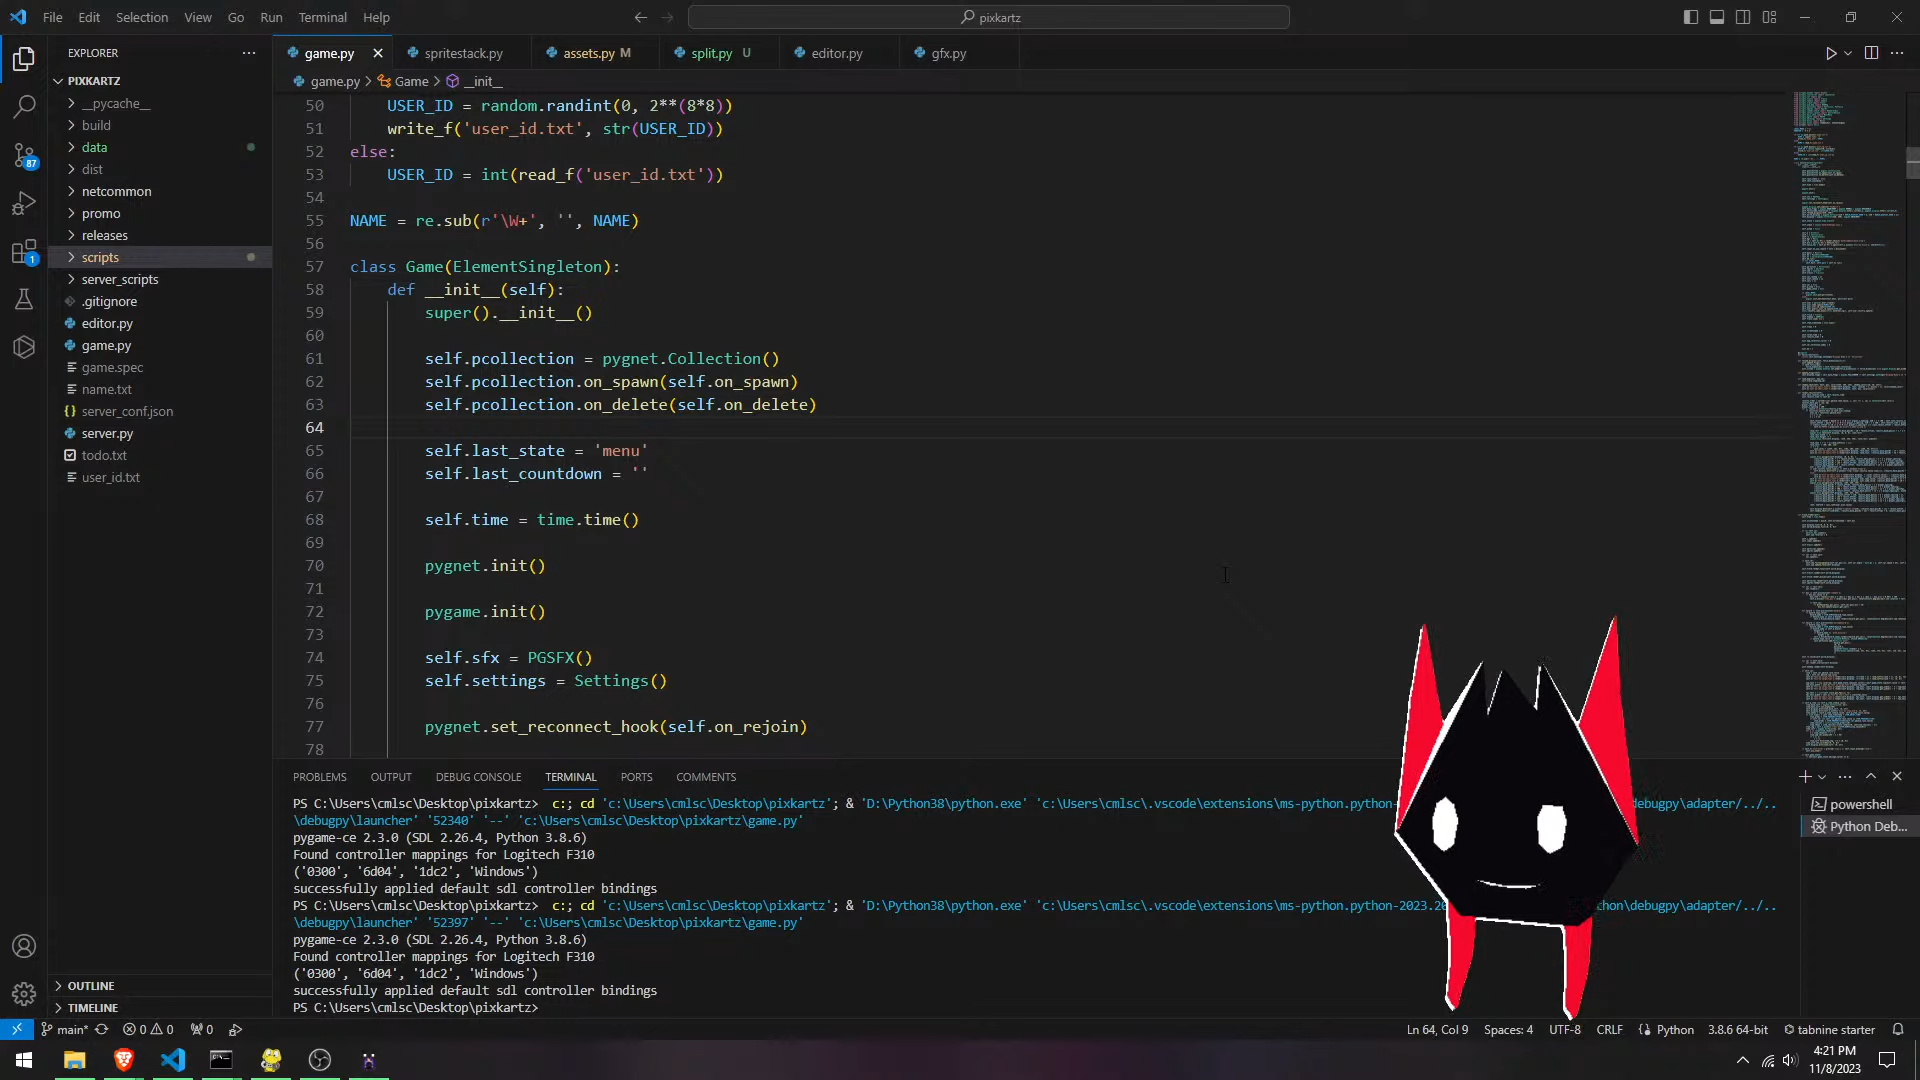 File Edit Selection View Go Run Terminal Help
pixkartz
EXPLORER
game.py
spritestack.py
assets.py M
split.py U
editor.py
gfx.py
PIXKARTZ
game.py > Game > __init__
__pycache__
build
data
dist
netcommon
promo
releases
scripts
server_scripts
.gitignore
editor.py
game.py
game.spec
name.txt
server_conf.json
server.py
todo.txt
user_id.txt
OUTLINE
TIMELINE
87
1
50 USER_ID = random.randint(0, 2**(8*8))
51 write_f('user_id.txt', str(USER_ID))
52 else:
53 USER_ID = int(read_f('user_id.txt'))
54
55 NAME = re.sub(r'\W+', '', NAME)
56
57 class Game(ElementSingleton):
58 def __init__(self):
59 super().__init__()
60
61 self.pcollection = pygnet.Collection()
62 self.pcollection.on_spawn(self.on_spawn)
63 self.pcollection.on_delete(self.on_delete)
64
65 self.last_state = 'menu'
66 self.last_countdown = ''
67
68 self.time = time.time()
69
70 pygnet.init()
71
72 pygame.init()
73
74 self.sfx = PGSFX()
75 self.settings = Settings()
76
77 pygnet.set_reconnect_hook(self.on_rejoin)
78
PROBLEMS OUTPUT DEBUG CONSOLE TERMINAL PORTS COMMENTS
PS C:\Users\cmlsc\Desktop\pixkartz> c:; cd 'c:\Users\cmlsc\Desktop\pixkartz'; & 'D:\Python38\python.exe' 'c:\Users\cmlsc\.vscode\extensions\ms-python.python- debugpy\adapter/../..
\debugpy\launcher' '52340' '--' 'c:\Users\cmlsc\Desktop\pixkartz\game.py'
pygame-ce 2.3.0 (SDL 2.26.4, Python 3.8.6)
Found controller mappings for Logitech F310
('0300', '6d04', '1dc2', 'Windows')
successfully applied default sdl controller bindings
PS C:\Users\cmlsc\Desktop\pixkartz> c:; cd 'c:\Users\cmlsc\Desktop\pixkartz'; & 'D:\Python38\python.exe' 'c:\Users\cmlsc\.vscode\extensions\ms-python.python-2023.20 hon\debugpy\adapter/../..
\debugpy\launcher' '52397' '--' 'c:\Users\cmlsc\Desktop\pixkartz\game.py'
pygame-ce 2.3.0 (SDL 2.26.4, Python 3.8.6)
Found controller mappings for Logitech F310
('0300', '6d04', '1dc2', 'Windows')
successfully applied default sdl controller bindings
PS C:\Users\cmlsc\Desktop\pixkartz>
powershell
Python Deb...
main* 0 0 0
Ln 64, Col 9 Spaces: 4 UTF-8 CRLF Python 3.8.6 64-bit tabnine starter
4:21 PM
11/8/2023